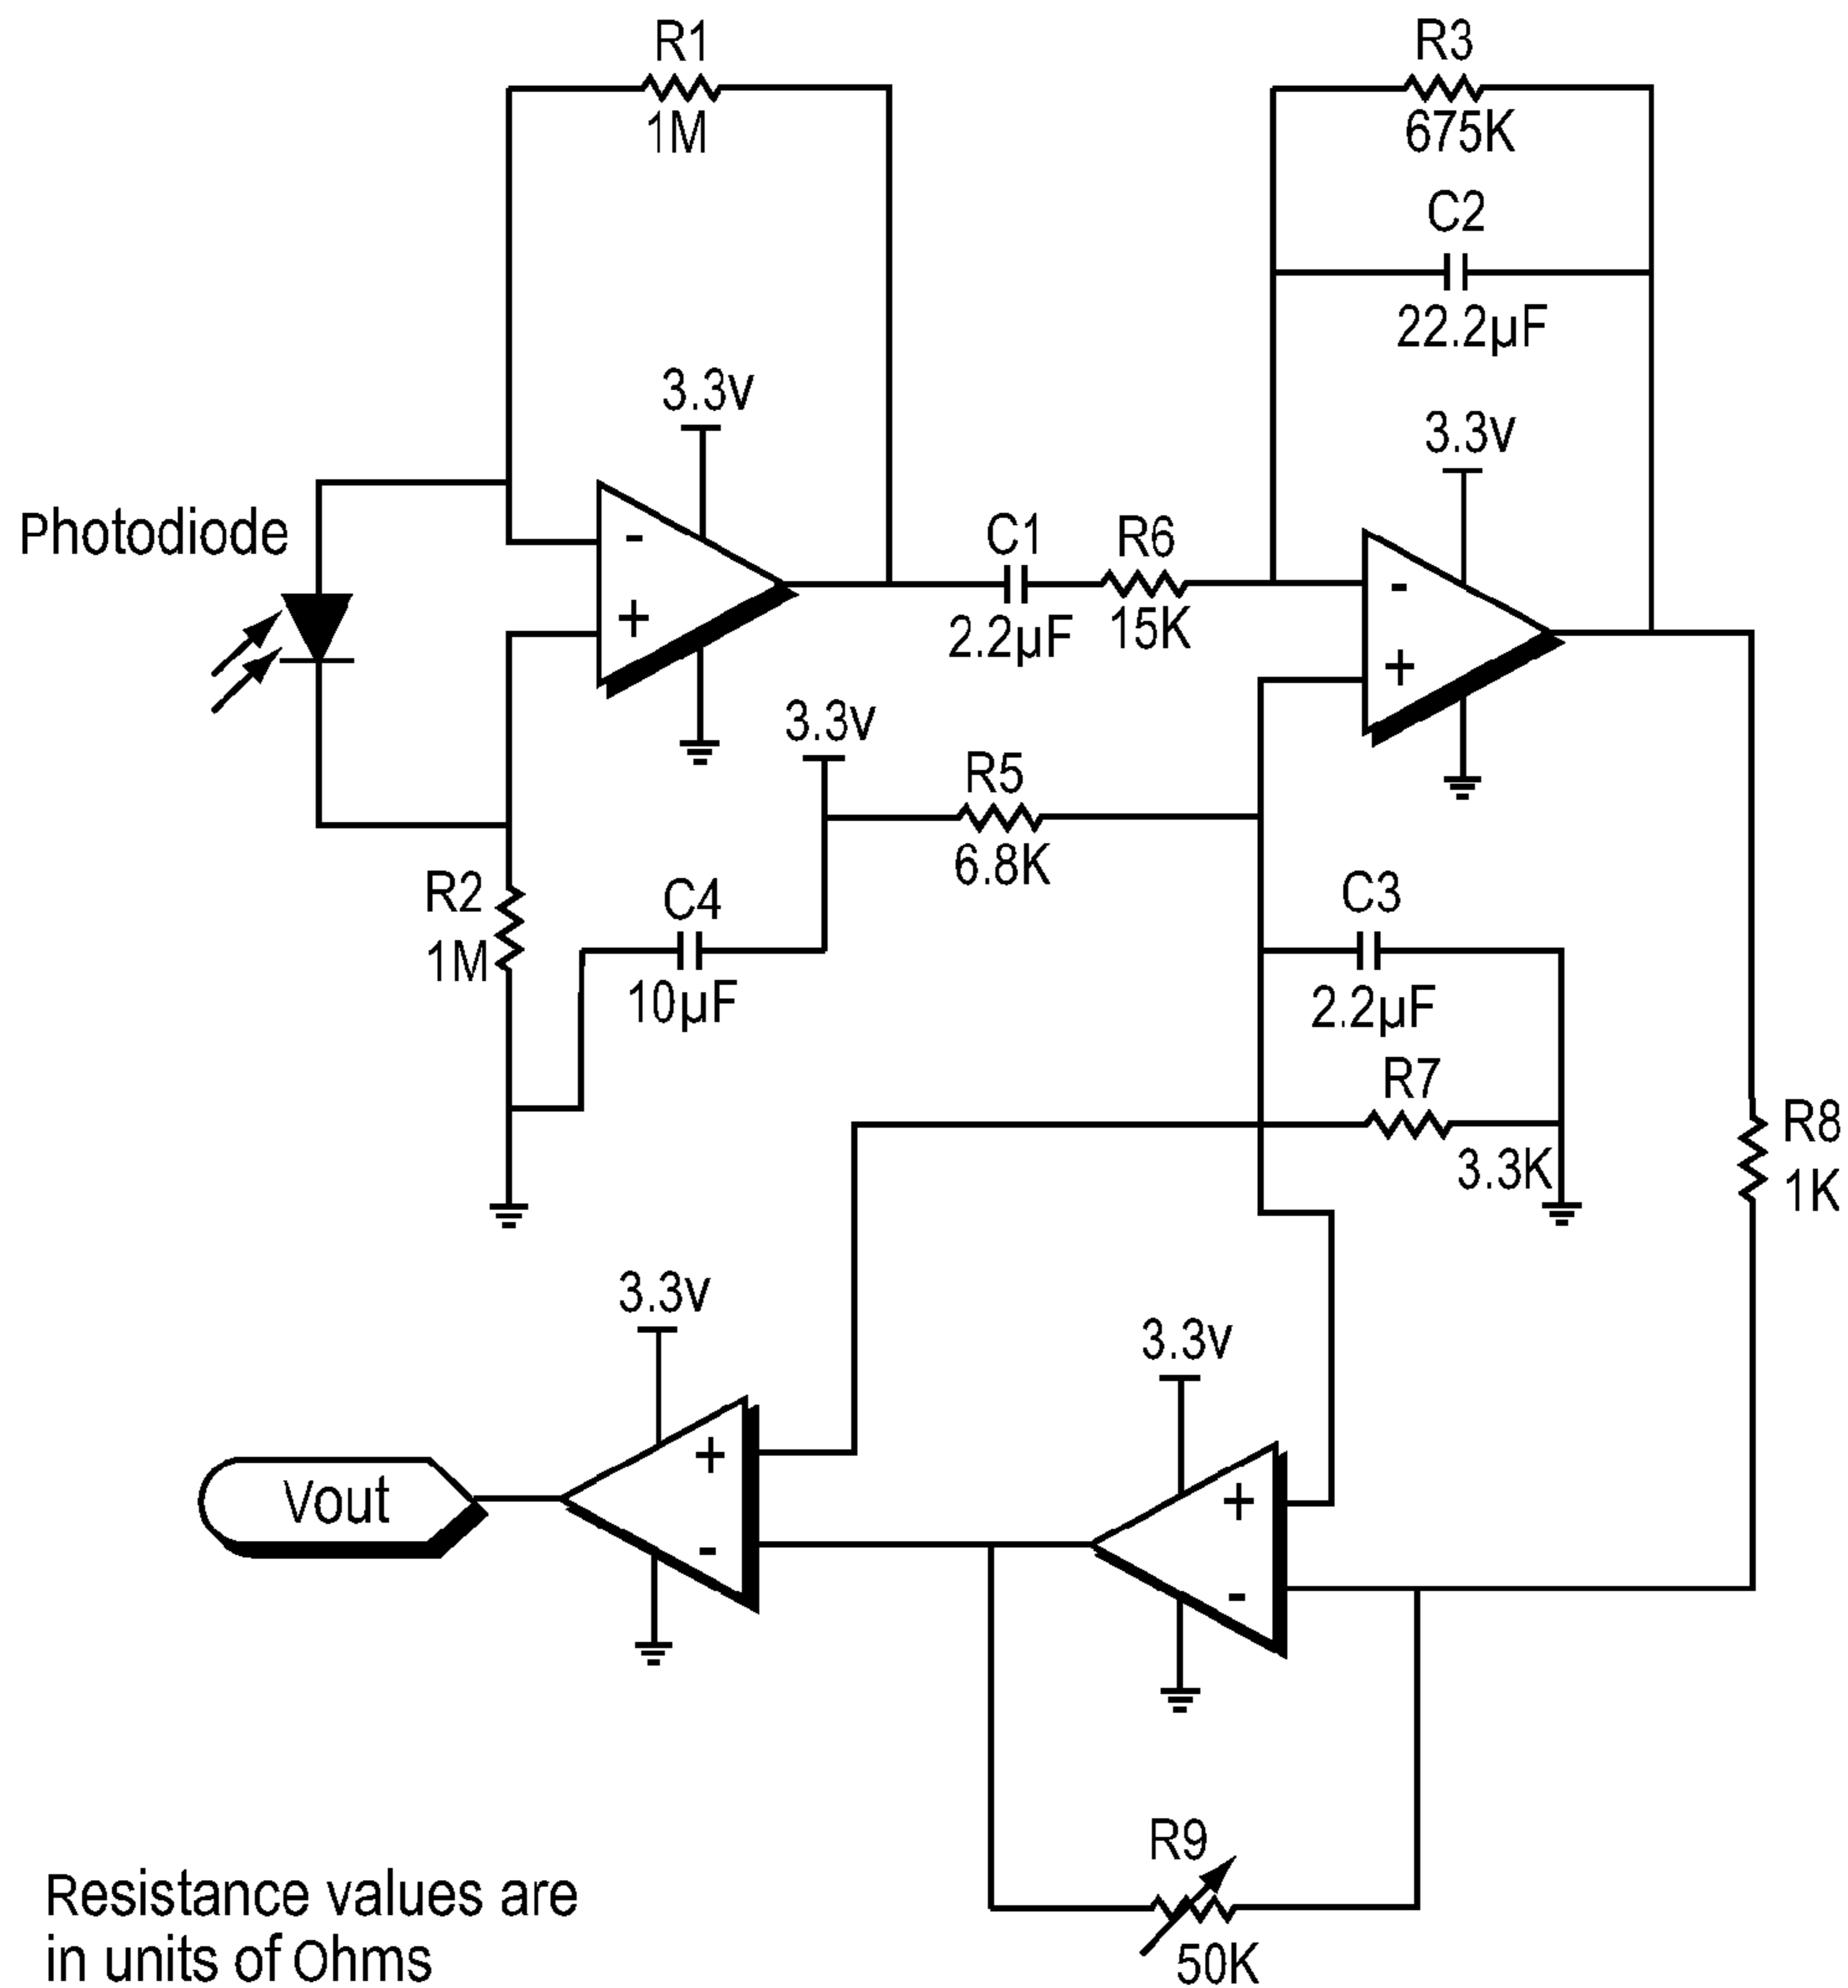 R1
1M
R3
675K
C2
22.2µF
3.3v
3.3v
Photodiode
-
+
C1
2.2µF
R6
15K
-
+
3.3v
R5
6.8K
R2
1M
C4
10µF
C3
2.2µF
R7
3.3K
R8
1K
3.3v
3.3v
+
-
Vout
+
-
R9
50K
Resistance values are
in units of Ohms